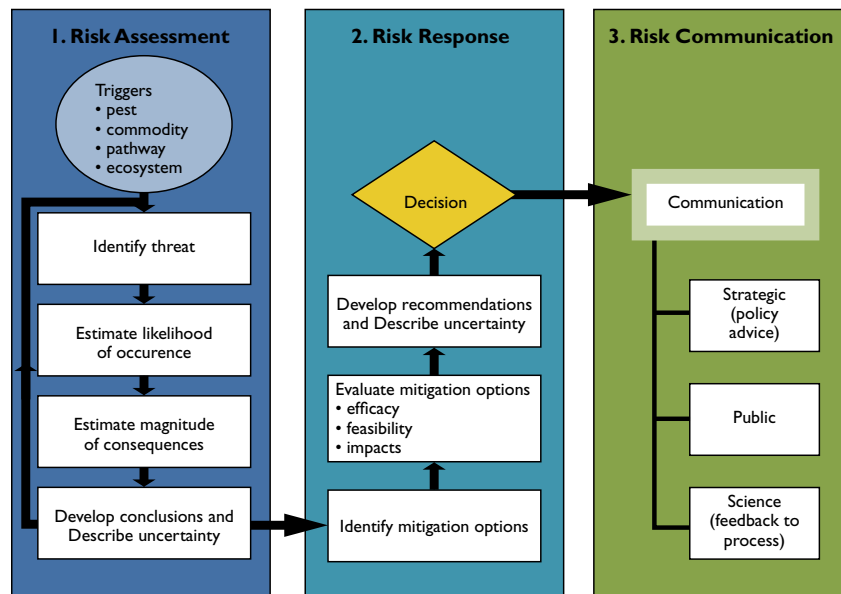 1. Risk Assessment
Triggers
• pest
• commodity
• pathway
• ecosystem
Identify threat
Estimate likelihood
of occurence
Estimate magnitude
of consequences
Develop conclusions and
Describe uncertainty
2. Risk Response
Decision
Develop recommendations
and Describe uncertainty
Evaluate mitigation options
• efficacy
• feasibility
• impacts
Identify mitigation options
3. Risk Communication
Communication
Strategic
(policy
advice)
Public
Science
(feedback to
process)